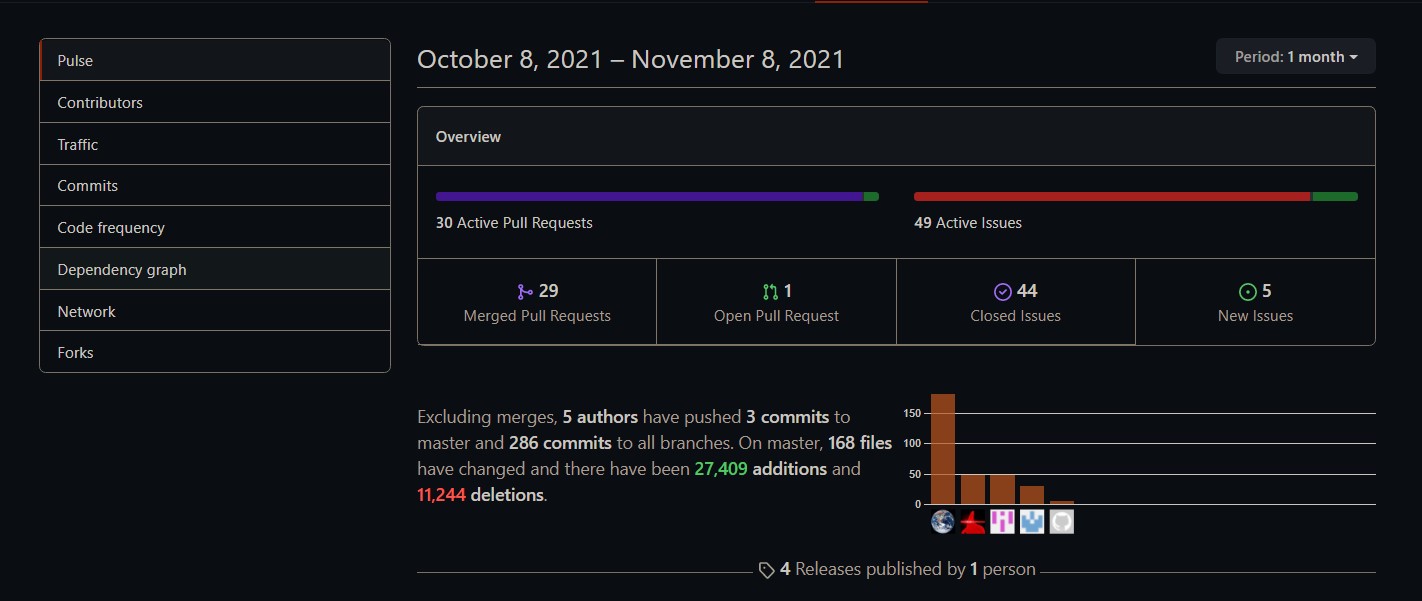 Pulse
Contributors
Traffic
Commits
Code frequency
Dependency graph
Network
Forks
October 8, 2021 – November 8, 2021
Period: 1 month
Overview
30 Active Pull Requests
49 Active Issues
29
Merged Pull Requests
1
Open Pull Request
44
Closed Issues
5
New Issues
Excluding merges, 5 authors have pushed 3 commits to
master and 286 commits to all branches. On master, 168 files
have changed and there have been 27,409 additions and
11,244 deletions.
150
100
50
0
4 Releases published by 1 person